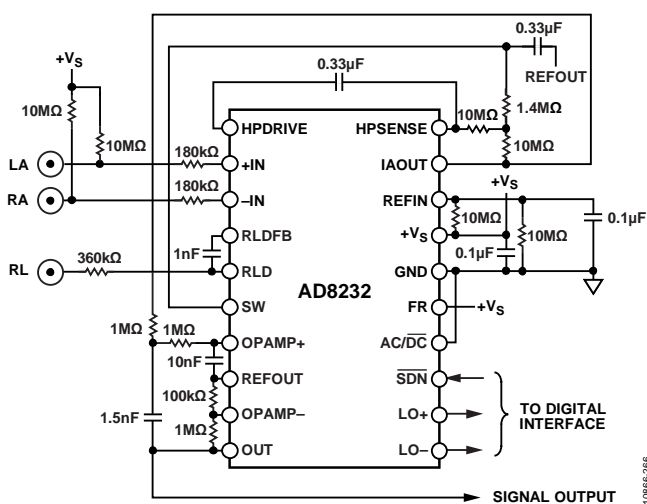 0.33µF
+VS
0.33µF
REFOUT
10MΩ
10MΩ
1.4MΩ
HPDRIVE
HPSENSE
10MΩ
10MΩ
LA
180kΩ
+IN
IAOUT
+VS
RA
180kΩ
–IN
REFIN
10MΩ
0.1µF
1nF
RLDFB
+VS
0.1µF
10MΩ
RL
360kΩ
RLD
GND
AD8232
SW
FR
+VS
1MΩ
1MΩ
OPAMP+
AC/DC
10nF
REFOUT
SDN
100kΩ
1.5nF
OPAMP–
LO+
TO DIGITAL
INTERFACE
1MΩ
OUT
LO–
SIGNAL OUTPUT
10866-266